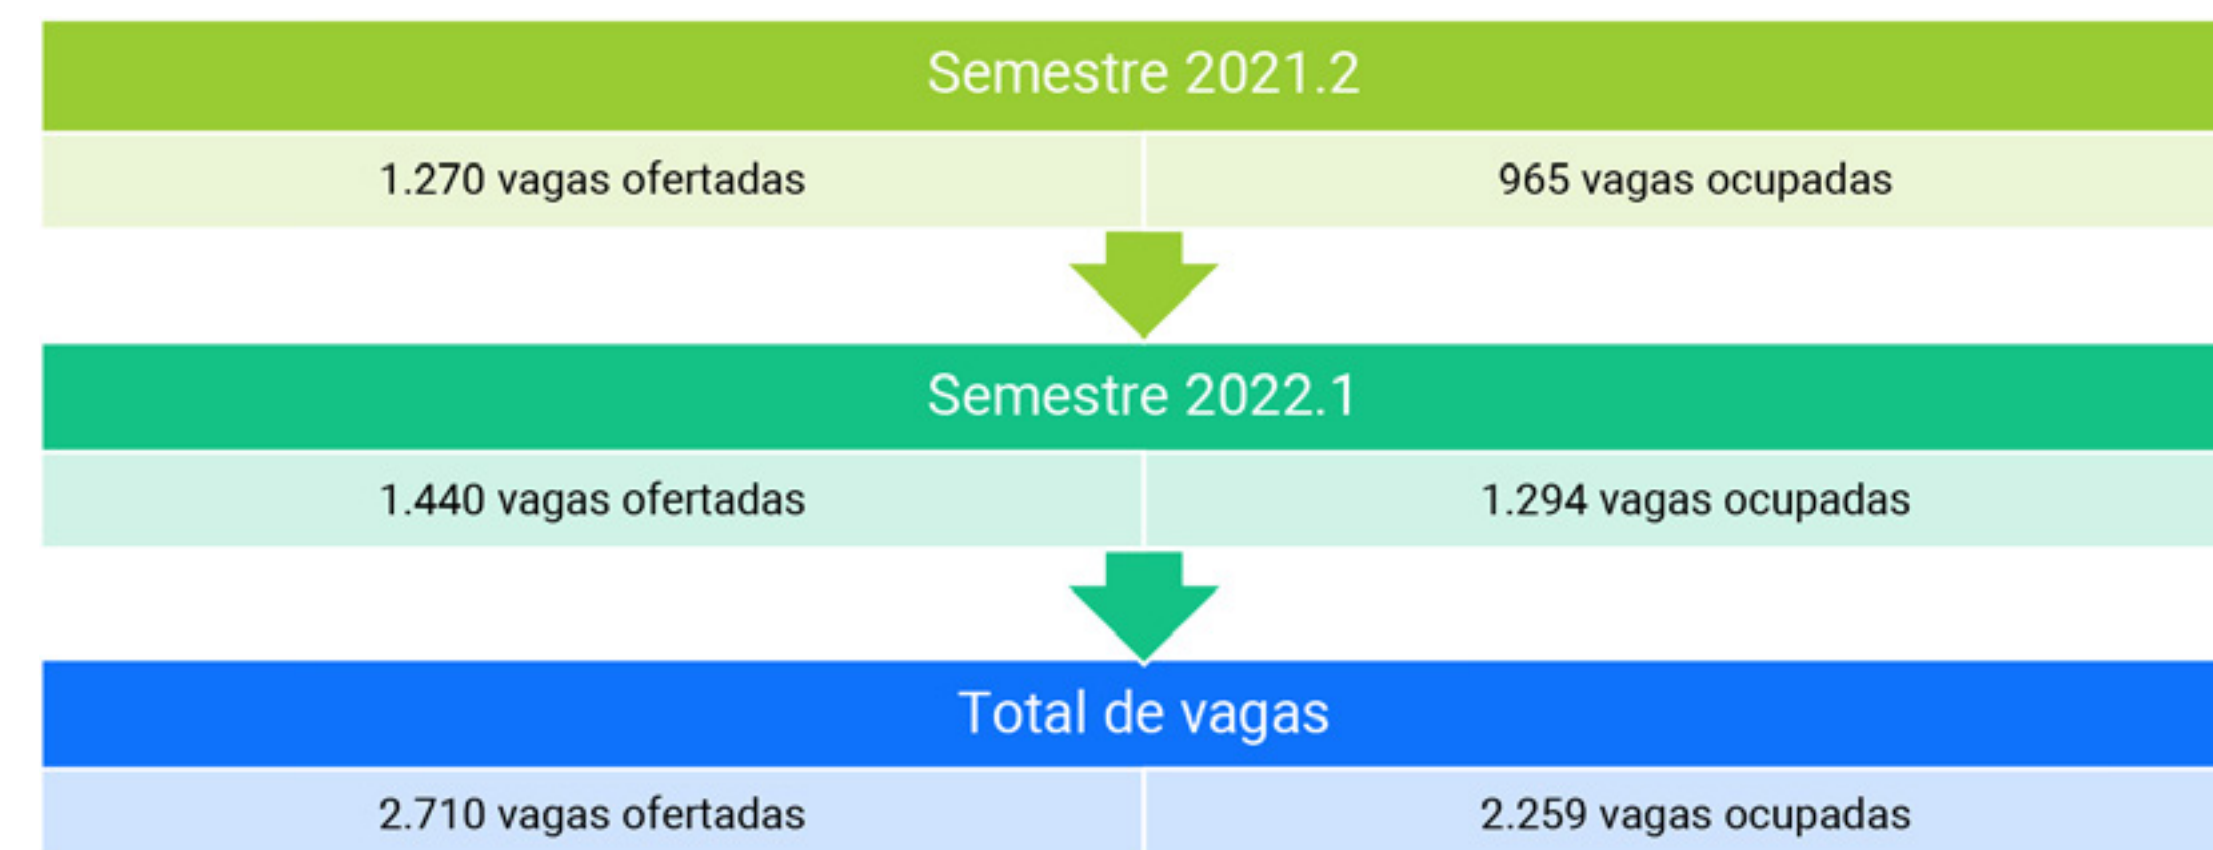 Semestre 2021.2
1.270 vagas ofertadas
965 vagas ocupadas
Semestre 2022.1
1.440 vagas ofertadas
1.294 vagas ocupadas
Total de vagas
2.710 vagas ofertadas
2.259 vagas ocupadas